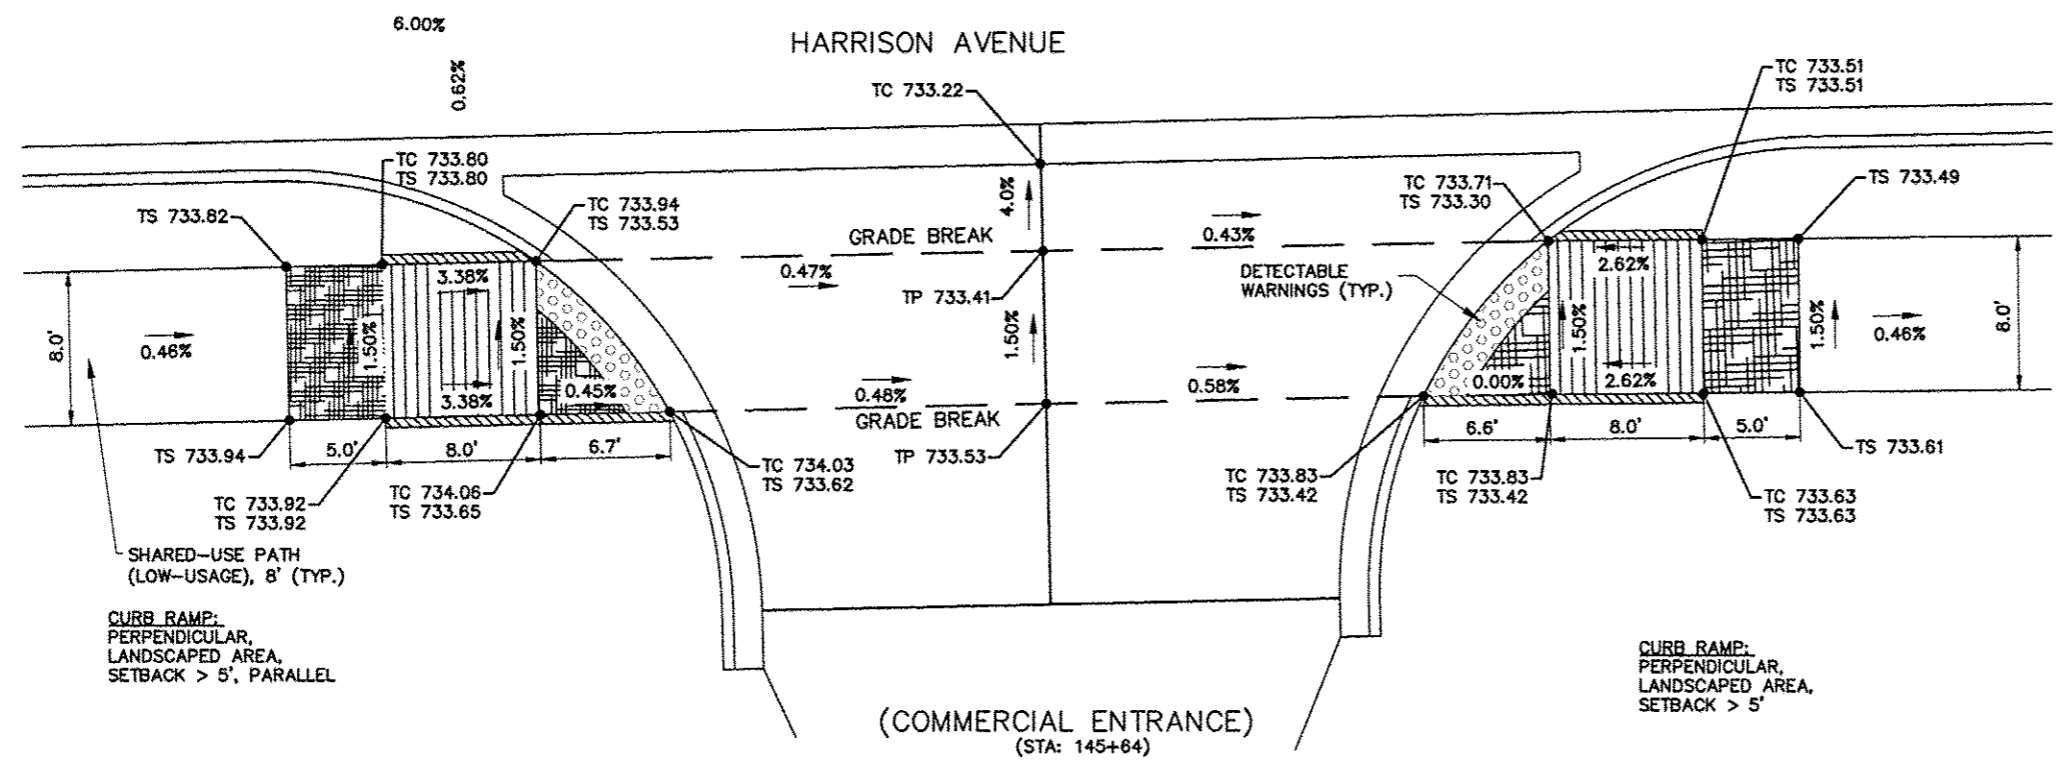 6.00%
HARRISON AVENUE
0.62%
TC 733.22
TC 733.51
TS 733.51
TC 733.80
TS 733.80
TC 733.94
TS 733.53
TC 733.71
TS 733.30
TS 733.49
TS 733.82
4.0%
GRADE BREAK
0.43%
0.47%
3.38%
2.62%
DETECTABLE
WARNINGS (TYP.)
TP 733.41
8.0'
0.46%
1.50%
1.50%
1.50%
1.50%
1.50%
0.46%
8.0'
3.38%
0.45%
0.48%
0.58%
0.00%
2.62%
GRADE BREAK
5.0'
8.0'
6.7'
6.6'
8.0'
5.0'
TS 733.94
TP 733.53
TS 733.61
TC 734.03
TS 733.62
TC 733.83
TS 733.42
TC 733.83
TS 733.42
TC 733.92
TS 733.92
TC 734.06
TS 733.65
TC 733.63
TS 733.63
SHARED-USE PATH
(LOW-USAGE), 8' (TYP.)
CURB RAMP:
PERPENDICULAR,
LANDSCAPED AREA,
SETBACK > 5', PARALLEL
CURB RAMP:
PERPENDICULAR,
LANDSCAPED AREA,
SETBACK > 5'
(COMMERCIAL ENTRANCE)
(STA: 145+64)